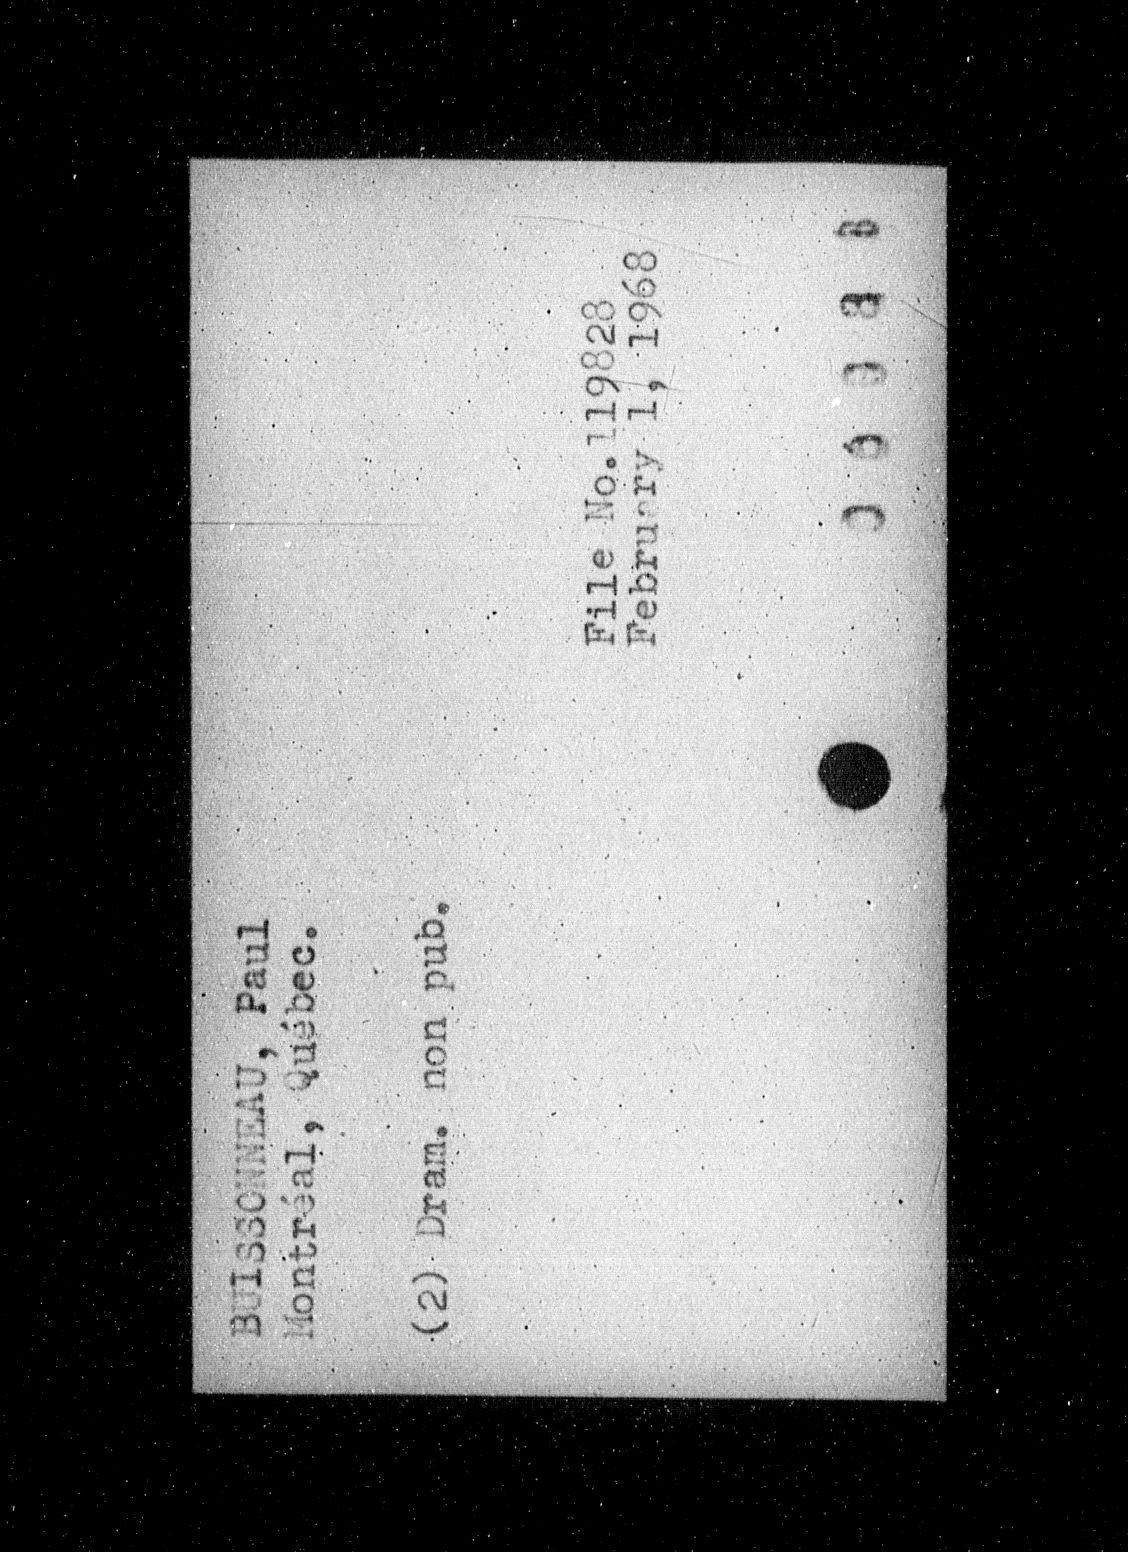 BUISSONNEAU, Paul
Montréal, Québec.
(2) Dram. non pub.
File No.119828
February 1, 1968